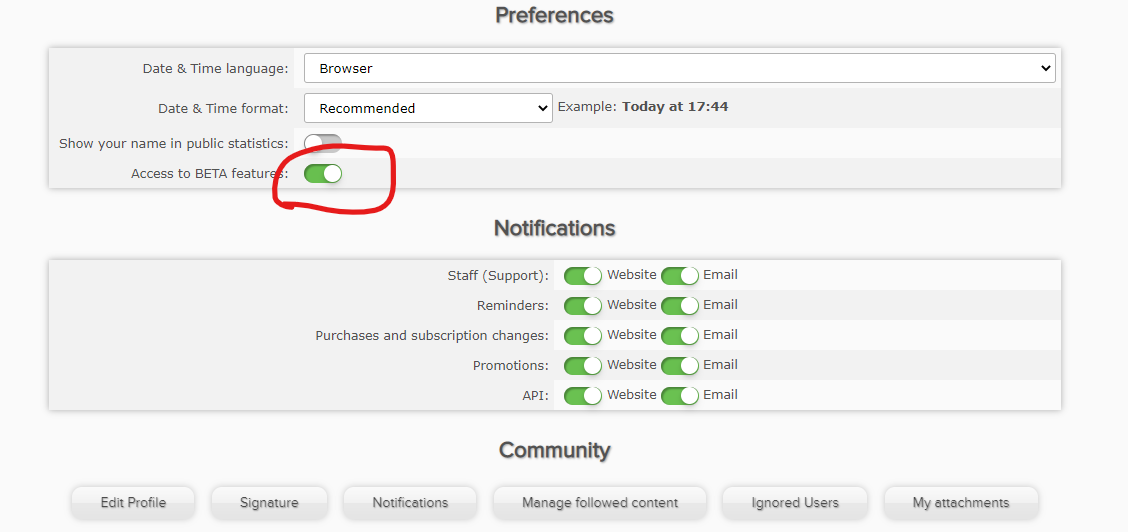 Preferences
Date & Time language: Browser
Date & Time format: Recommended Example: Today at 17:44
Show your name in public statistics:
Access to BETA features:
Notifications
Staff (Support): Website Email
Reminders: Website Email
Purchases and subscription changes: Website Email
Promotions: Website Email
API: Website Email
Community
Edit Profile Signature Notifications Manage followed content Ignored Users My attachments